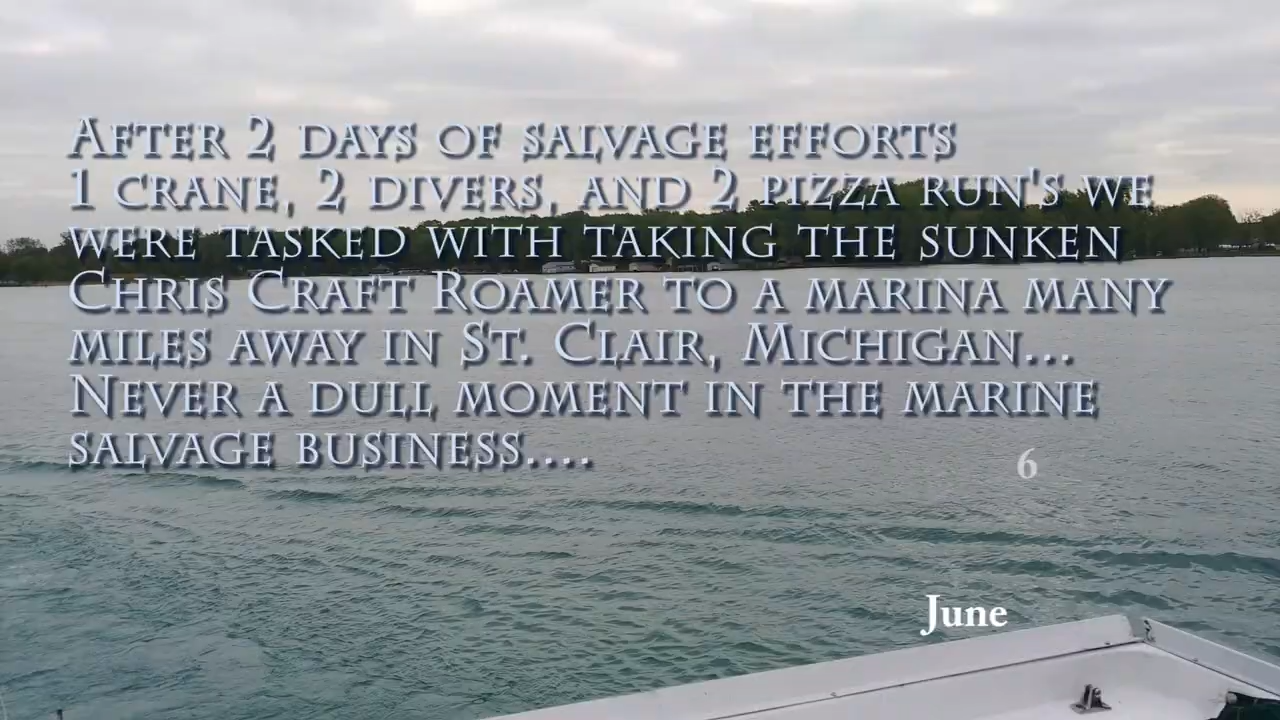 After 2 days of salvage efforts
1 crane, 2 divers, and 2 pizza run's we
were tasked with taking the sunken
Chris Craft Roamer to a marina many
miles away in St. Clair, Michigan...
Never a dull moment in the marine
salvage business....
6
June